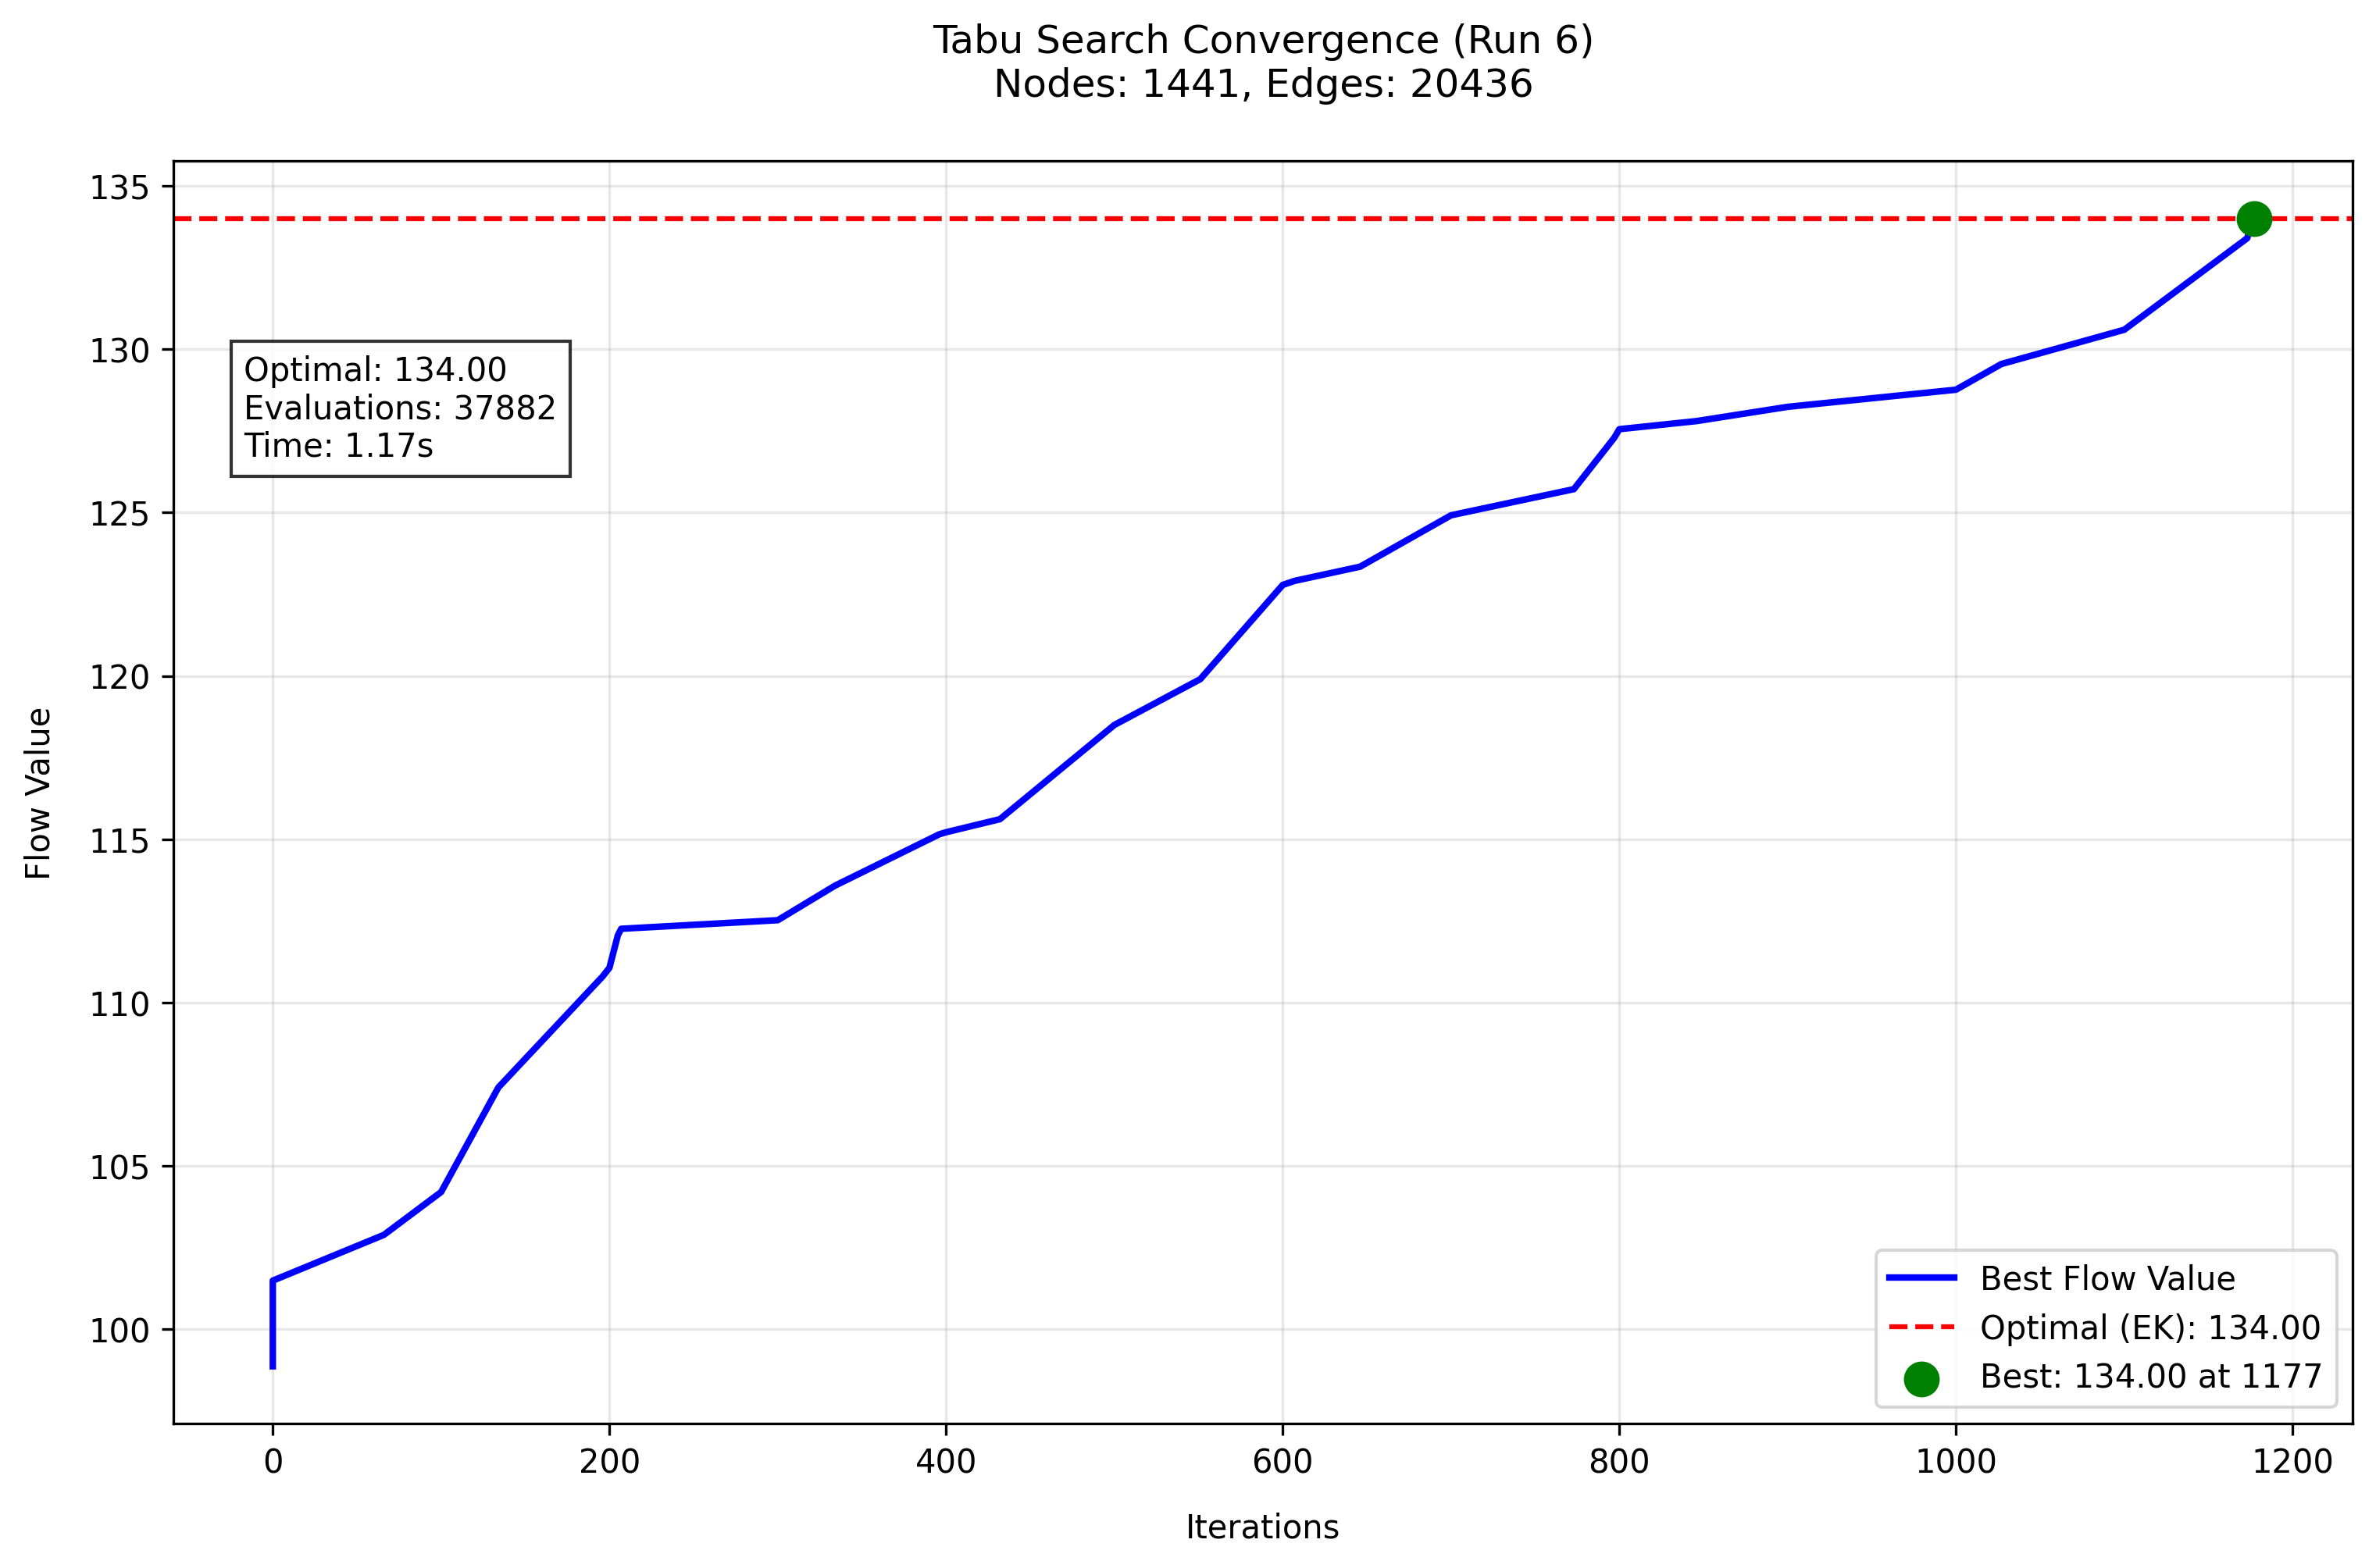 Tabu Search Convergence (Run 6)
Nodes: 1441, Edges: 20436
135
130
125
120
115
110
105
100
Flow Value
Optimal: 134.00
Evaluations: 37882
Time: 1.17s
Best Flow Value
Optimal (EK): 134.00
Best: 134.00 at 1177
0 200 400 600 800 1000 1200
Iterations